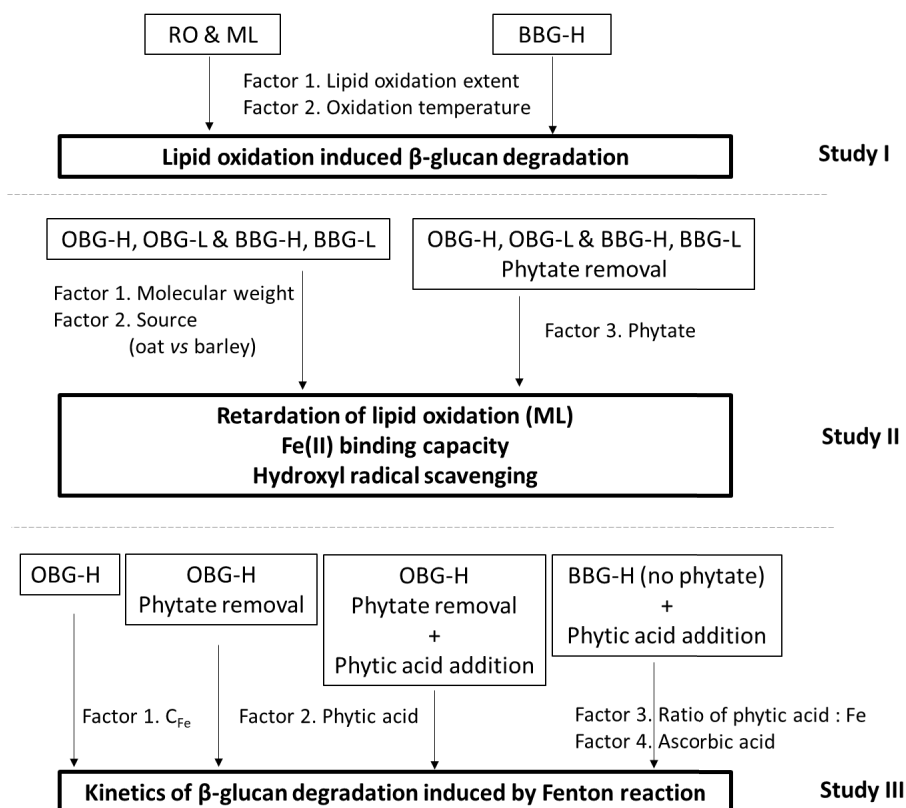 RO & ML
BBG-H
Factor 1. Lipid oxidation extent
Factor 2. Oxidation temperature
Lipid oxidation induced β-glucan degradation
Study I
OBG-H, OBG-L & BBG-H, BBG-L
OBG-H, OBG-L & BBG-H, BBG-L
Phytate removal
Factor 1. Molecular weight
Factor 2. Source
(oat vs barley)
Factor 3. Phytate
Retardation of lipid oxidation (ML)
Fe(II) binding capacity
Hydroxyl radical scavenging
Study II
OBG-H
OBG-H
Phytate removal
OBG-H
Phytate removal
+
Phytic acid addition
BBG-H (no phytate)
+
Phytic acid addition
Factor 1. CFe
Factor 2. Phytic acid
Factor 3. Ratio of phytic acid : Fe
Factor 4. Ascorbic acid
Kinetics of β-glucan degradation induced by Fenton reaction
Study III